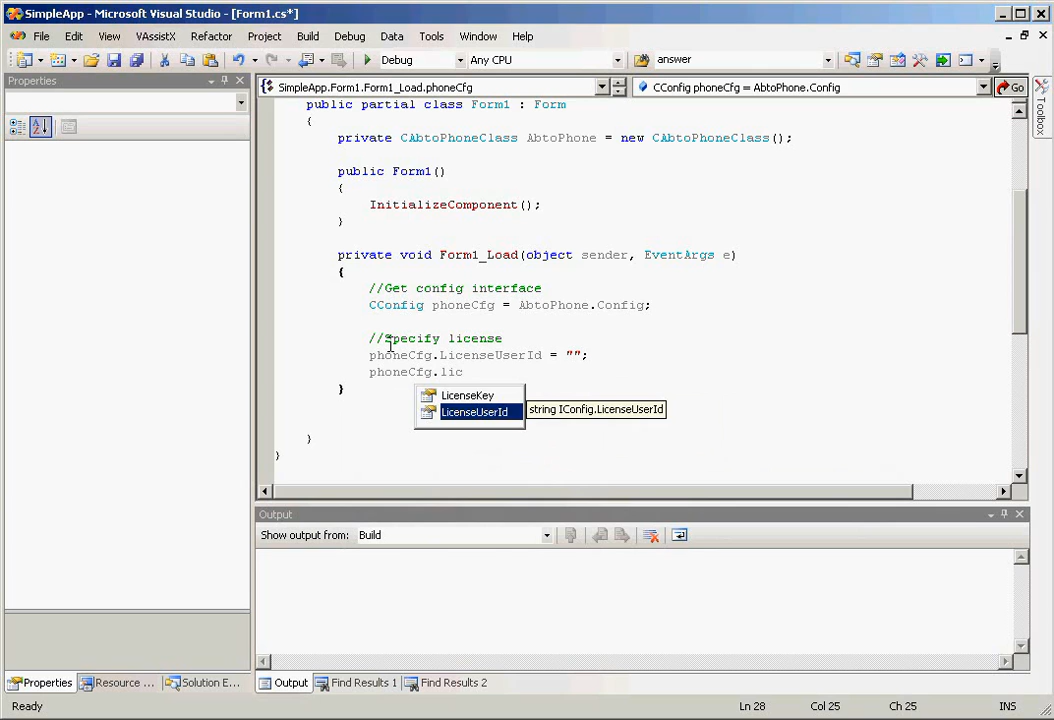 SimpleApp - Microsoft Visual Studio - [Form1.cs*]
File Edit View VAssistX Refactor Project Build Debug Data Tools Window Help
Debug Any CPU answer
Properties
SimpleApp.Form1.Form1_Load.phoneCfg CConfig phoneCfg = AbtoPhone.Config Go
Toolbox
public partial class Form1 : Form
{
private CAbtoPhoneClass AbtoPhone = new CAbtoPhoneClass();
public Form1()
{
InitializeComponent();
}
private void Form1_Load(object sender, EventArgs e)
{
//Get config interface
CConfig phoneCfg = AbtoPhone.Config;
//Specify license
phoneCfg.LicenseUserId = "";
phoneCfg.lic
}
LicenseKey
LicenseUserId string IConfig.LicenseUserId
}
}
Output
Show output from: Build
Properties Resource ... Solution E... Output Find Results 1 Find Results 2
Ready Ln 28 Col 25 Ch 25 INS